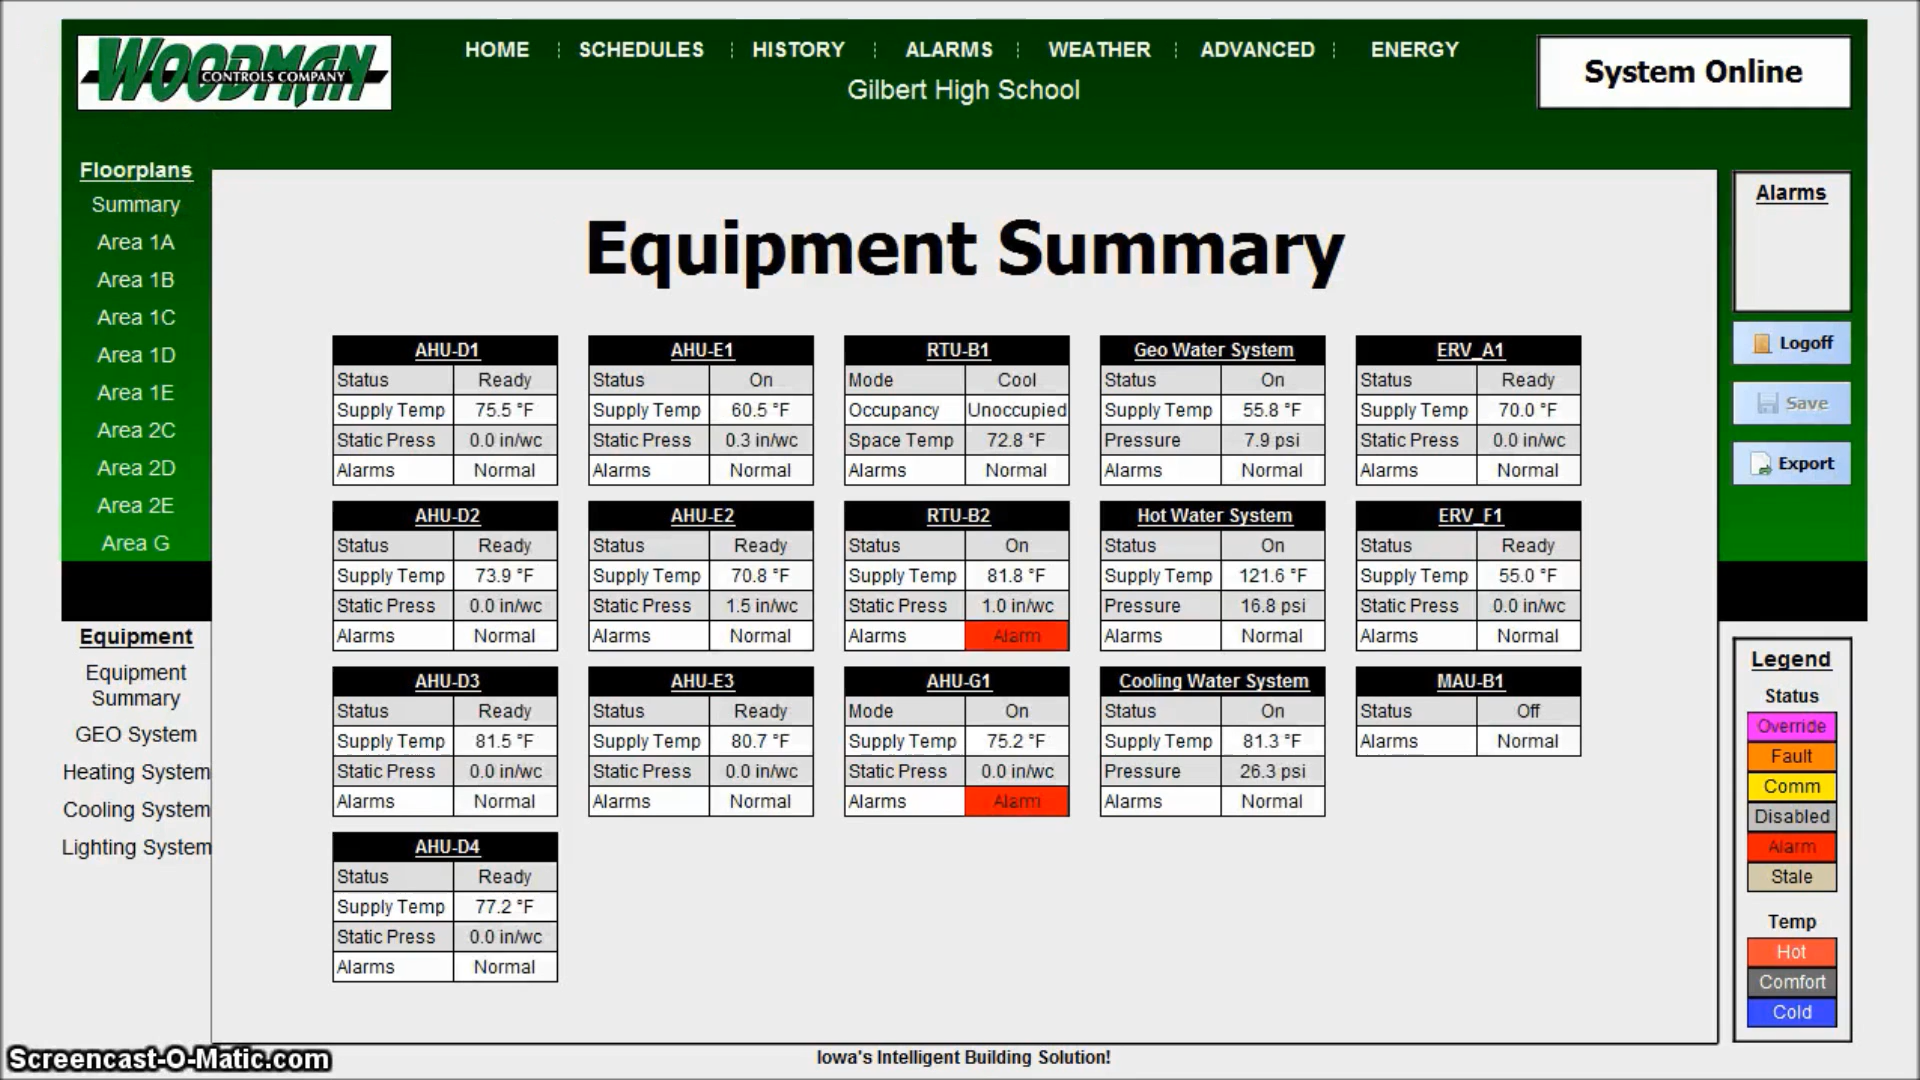 WOODMAN
CONTROLS COMPANY
HOME SCHEDULES HISTORY ALARMS WEATHER ADVANCED ENERGY
Gilbert High School
System Online
Floorplans
Summary
Area 1A
Area 1B
Area 1C
Area 1D
Area 1E
Area 2C
Area 2D
Area 2E
Area G
Equipment
Equipment
Summary
GEO System
Heating System
Cooling System
Lighting System
Equipment Summary
AHU-D1
Status Ready
Supply Temp 75.5 °F
Static Press 0.0 in/wc
Alarms Normal
AHU-E1
Status On
Supply Temp 60.5 °F
Static Press 0.3 in/wc
Alarms Normal
RTU-B1
Mode Cool
Occupancy Unoccupied
Space Temp 72.8 °F
Alarms Normal
Geo Water System
Status On
Supply Temp 55.8 °F
Pressure 7.9 psi
Alarms Normal
ERV_A1
Status Ready
Supply Temp 70.0 °F
Static Press 0.0 in/wc
Alarms Normal
AHU-D2
Status Ready
Supply Temp 73.9 °F
Static Press 0.0 in/wc
Alarms Normal
AHU-E2
Status Ready
Supply Temp 70.8 °F
Static Press 1.5 in/wc
Alarms Normal
RTU-B2
Status On
Supply Temp 81.8 °F
Static Press 1.0 in/wc
Alarms Alarm
Hot Water System
Status On
Supply Temp 121.6 °F
Pressure 16.8 psi
Alarms Normal
ERV_F1
Status Ready
Supply Temp 55.0 °F
Static Press 0.0 in/wc
Alarms Normal
AHU-D3
Status Ready
Supply Temp 81.5 °F
Static Press 0.0 in/wc
Alarms Normal
AHU-E3
Status Ready
Supply Temp 80.7 °F
Static Press 0.0 in/wc
Alarms Normal
AHU-G1
Mode On
Supply Temp 75.2 °F
Static Press 0.0 in/wc
Alarms Alarm
Cooling Water System
Status On
Supply Temp 81.3 °F
Pressure 26.3 psi
Alarms Normal
MAU-B1
Status Off
Alarms Normal
AHU-D4
Status Ready
Supply Temp 77.2 °F
Static Press 0.0 in/wc
Alarms Normal
Alarms
Logoff
Save
Export
Legend
Status
Override
Fault
Comm
Disabled
Alarm
Stale
Temp
Hot
Comfort
Cold
Screencast-O-Matic.com
Iowa's Intelligent Building Solution!